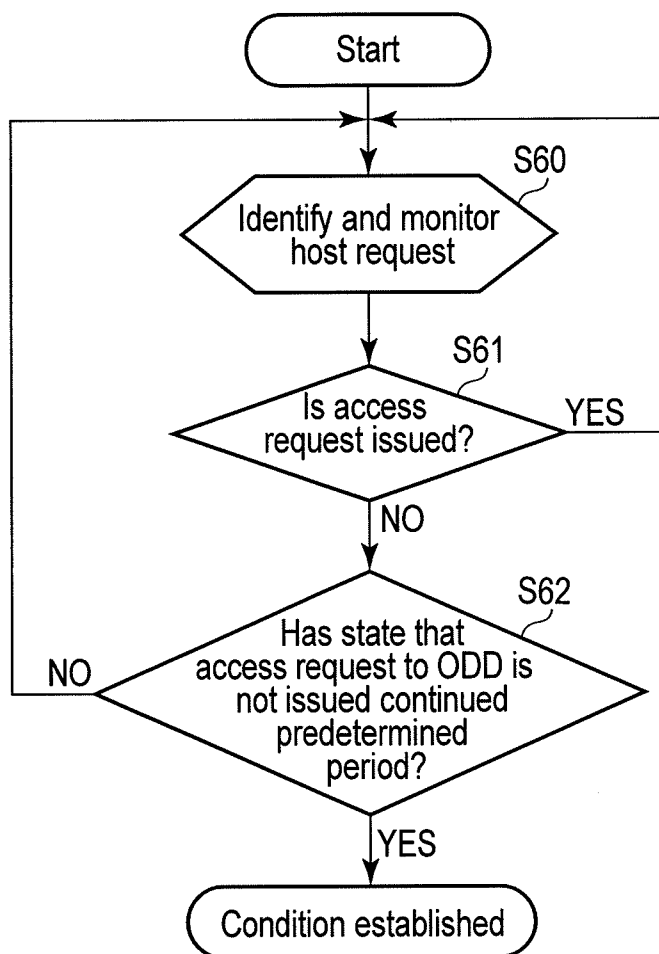 Start
S60
Identify and monitor
host request
S61
Is access
request issued?
YES
NO
S62
Has state that
access request to ODD is
not issued continued
predetermined
period?
NO
YES
Condition established